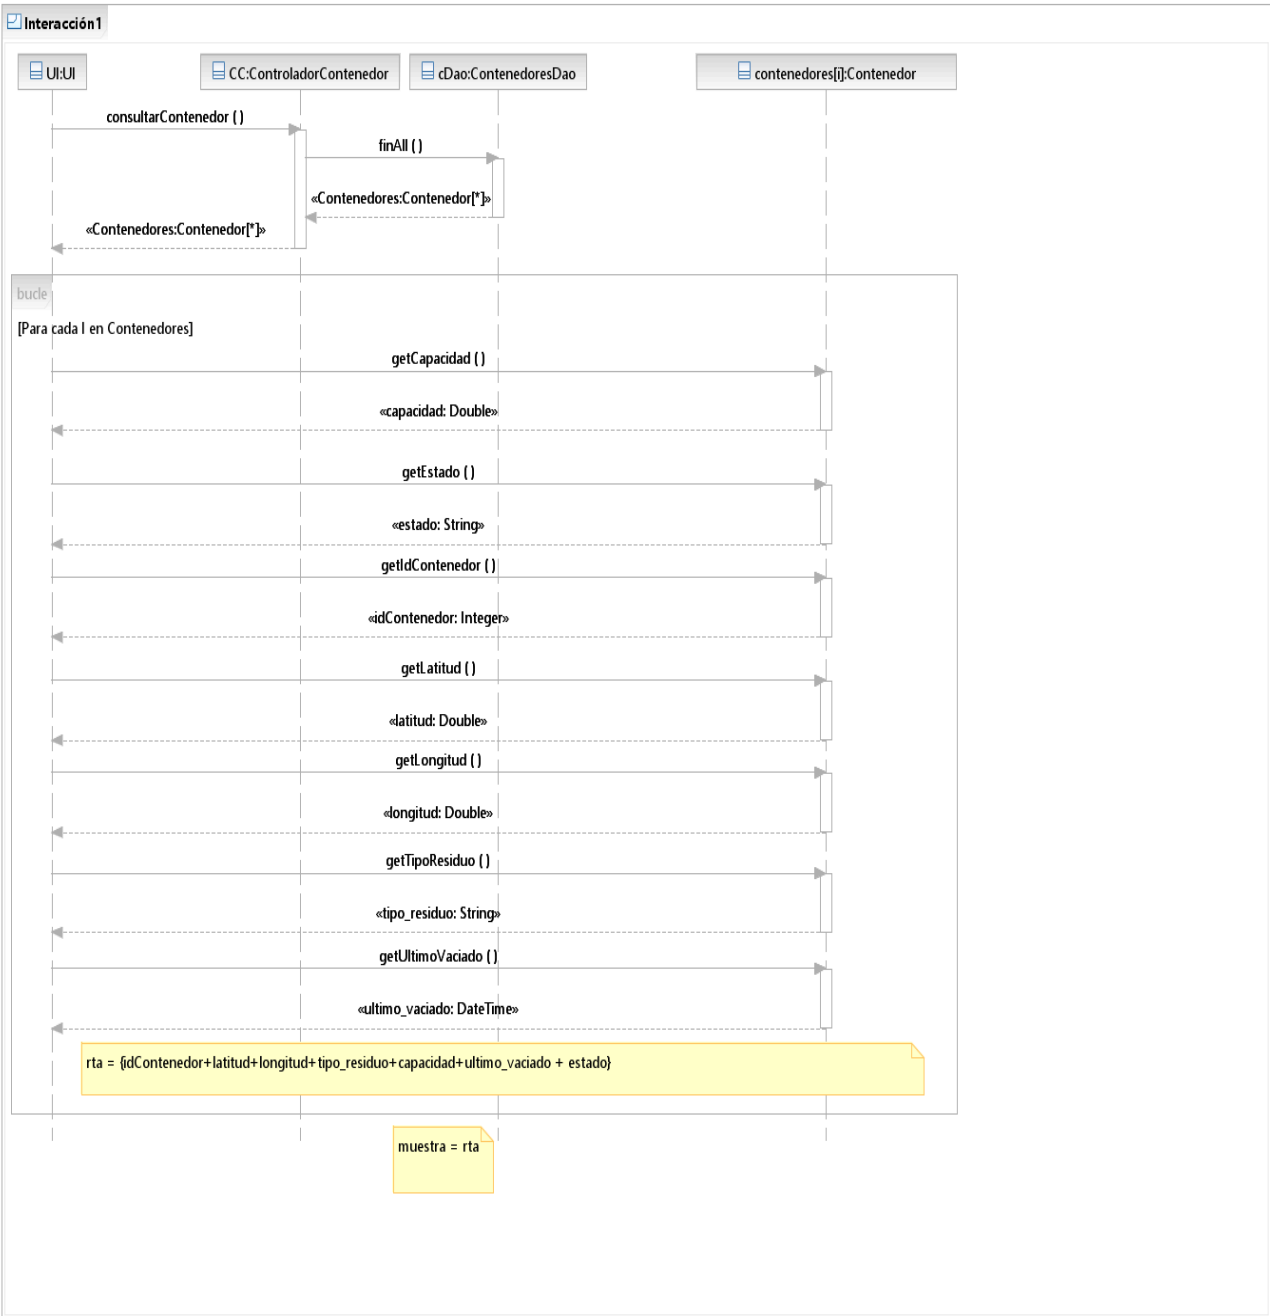 Interacción1
UI:UI
CC:ControladorContenedor
cDao:ContenedoresDao
contenedores[i]:Contenedor
consultarContenedor ( )
finAll ( )
«Contenedores:Contenedor[*]»
«Contenedores:Contenedor[*]»
bucle
[Para cada I en Contenedores]
getCapacidad ( )
«capacidad: Double»
getEstado ( )
«estado: String»
getIdContenedor ( )
«idContenedor: Integer»
getLatitud ( )
«latitud: Double»
getLongitud ( )
«longitud: Double»
getTipoResiduo ( )
«tipo_residuo: String»
getUltimoVaciado ( )
«ultimo_vaciado: DateTime»
rta = {idContenedor+latitud+longitud+tipo_residuo+capacidad+ultimo_vaciado + estado}
muestra = rta